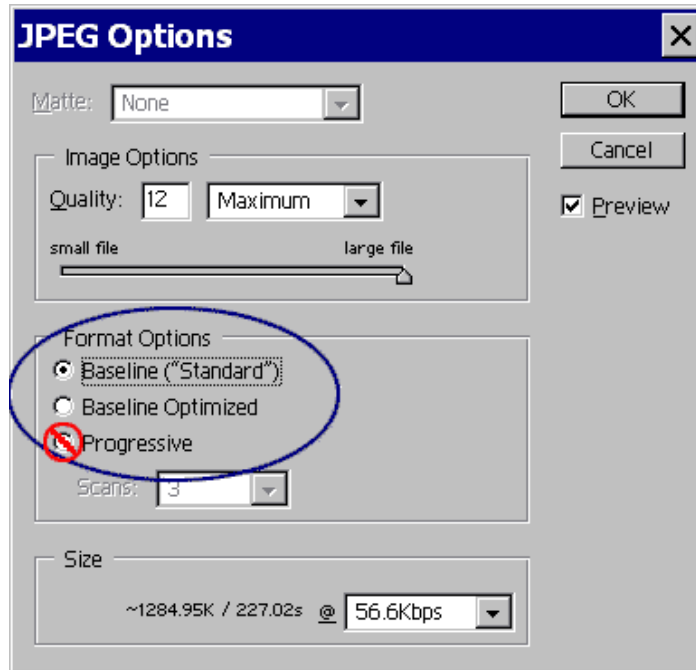 JPEG Options
Matte: None
OK
Cancel
Preview
Image Options
Quality: 12 Maximum
small file large file
Format Options
Baseline (“Standard”)
Baseline Optimized
Progressive
Scans: 3
Size
~1284.95K / 227.02s @ 56.6Kbps